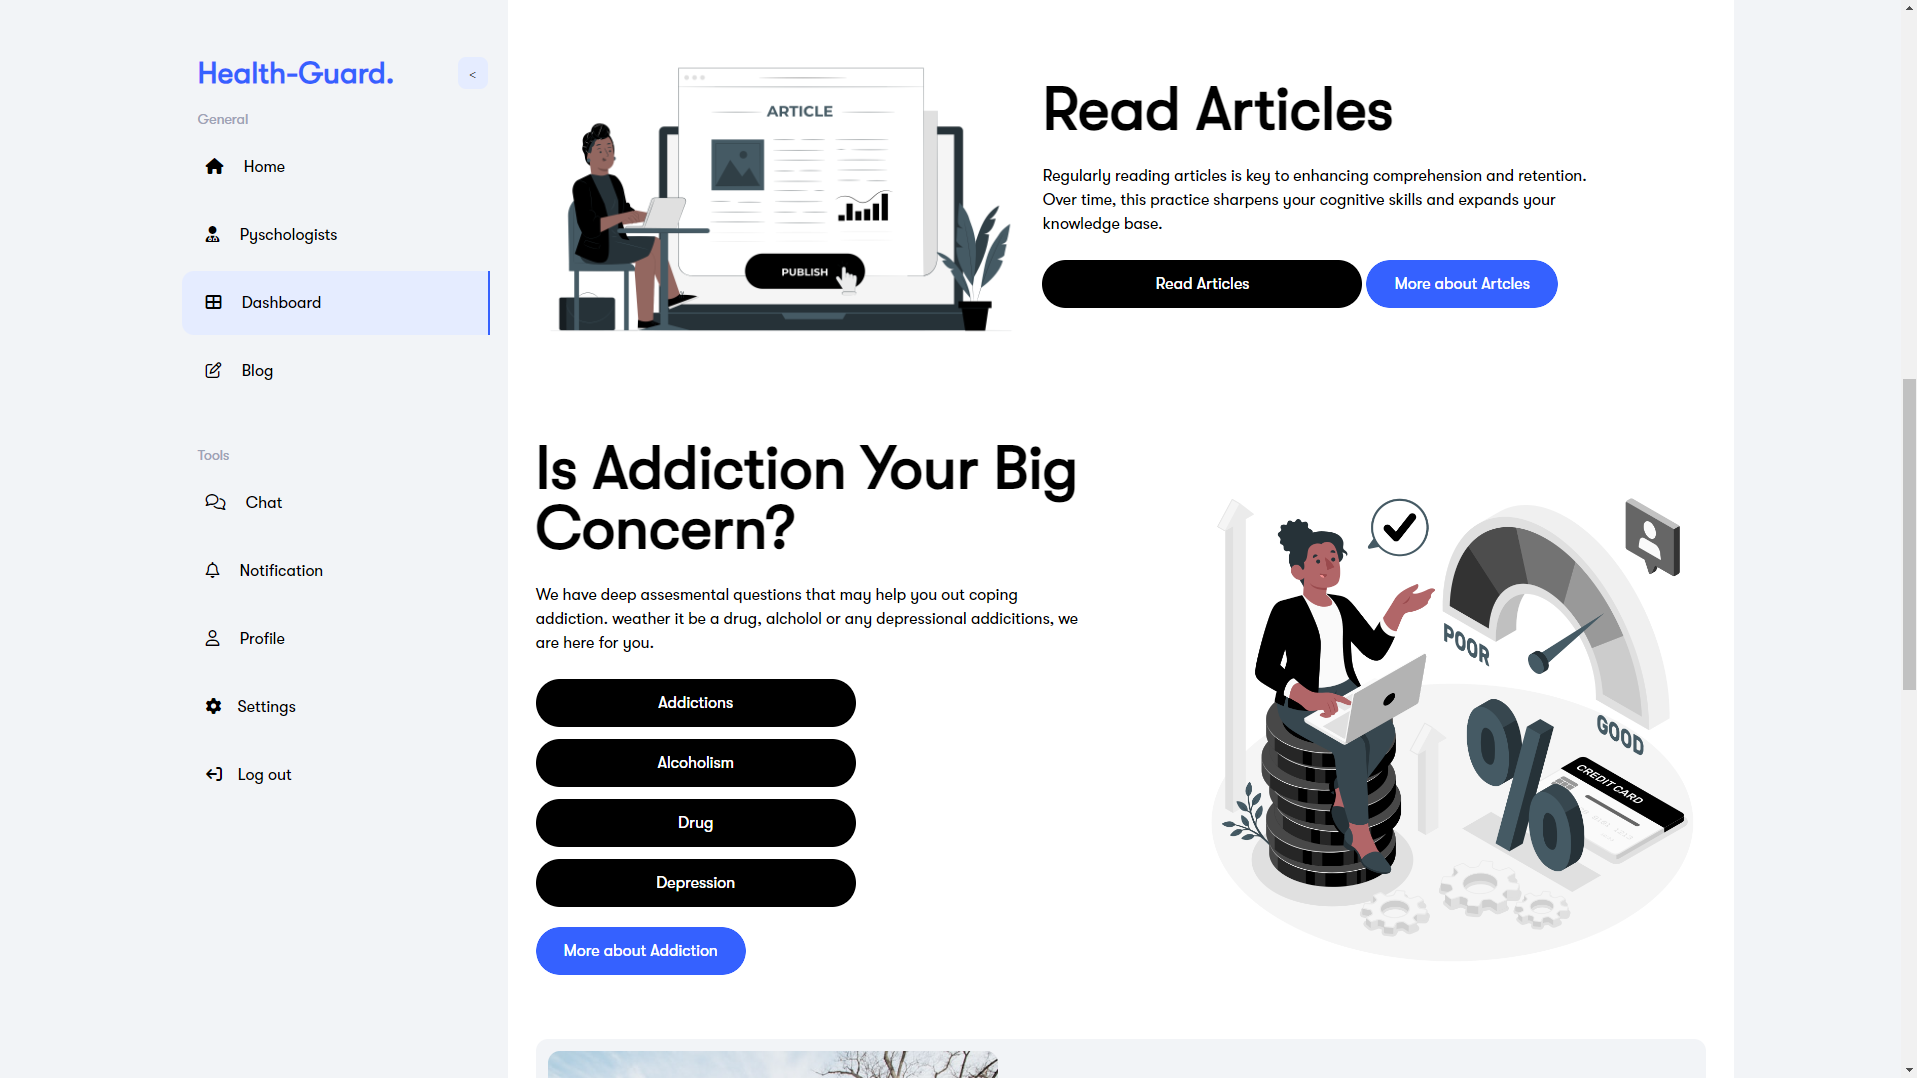 Health-Guard.
<
General
Home
Pyschologists
Dashboard
Blog
Tools
Chat
Notification
Profile
Settings
Log out
ARTICLE
PUBLISH
Read Articles
Regularly reading articles is key to enhancing comprehension and retention.
Over time, this practice sharpens your cognitive skills and expands your
knowledge base.
Read Articles
More about Artcles
Is Addiction Your Big
Concern?
We have deep assesmental questions that may help you out coping
addiction. weather it be a drug, alcholol or any depressional addicitions, we
are here for you.
Addictions
Alcoholism
Drug
Depression
More about Addiction
POOR
GOOD
%
CREDIT CARD